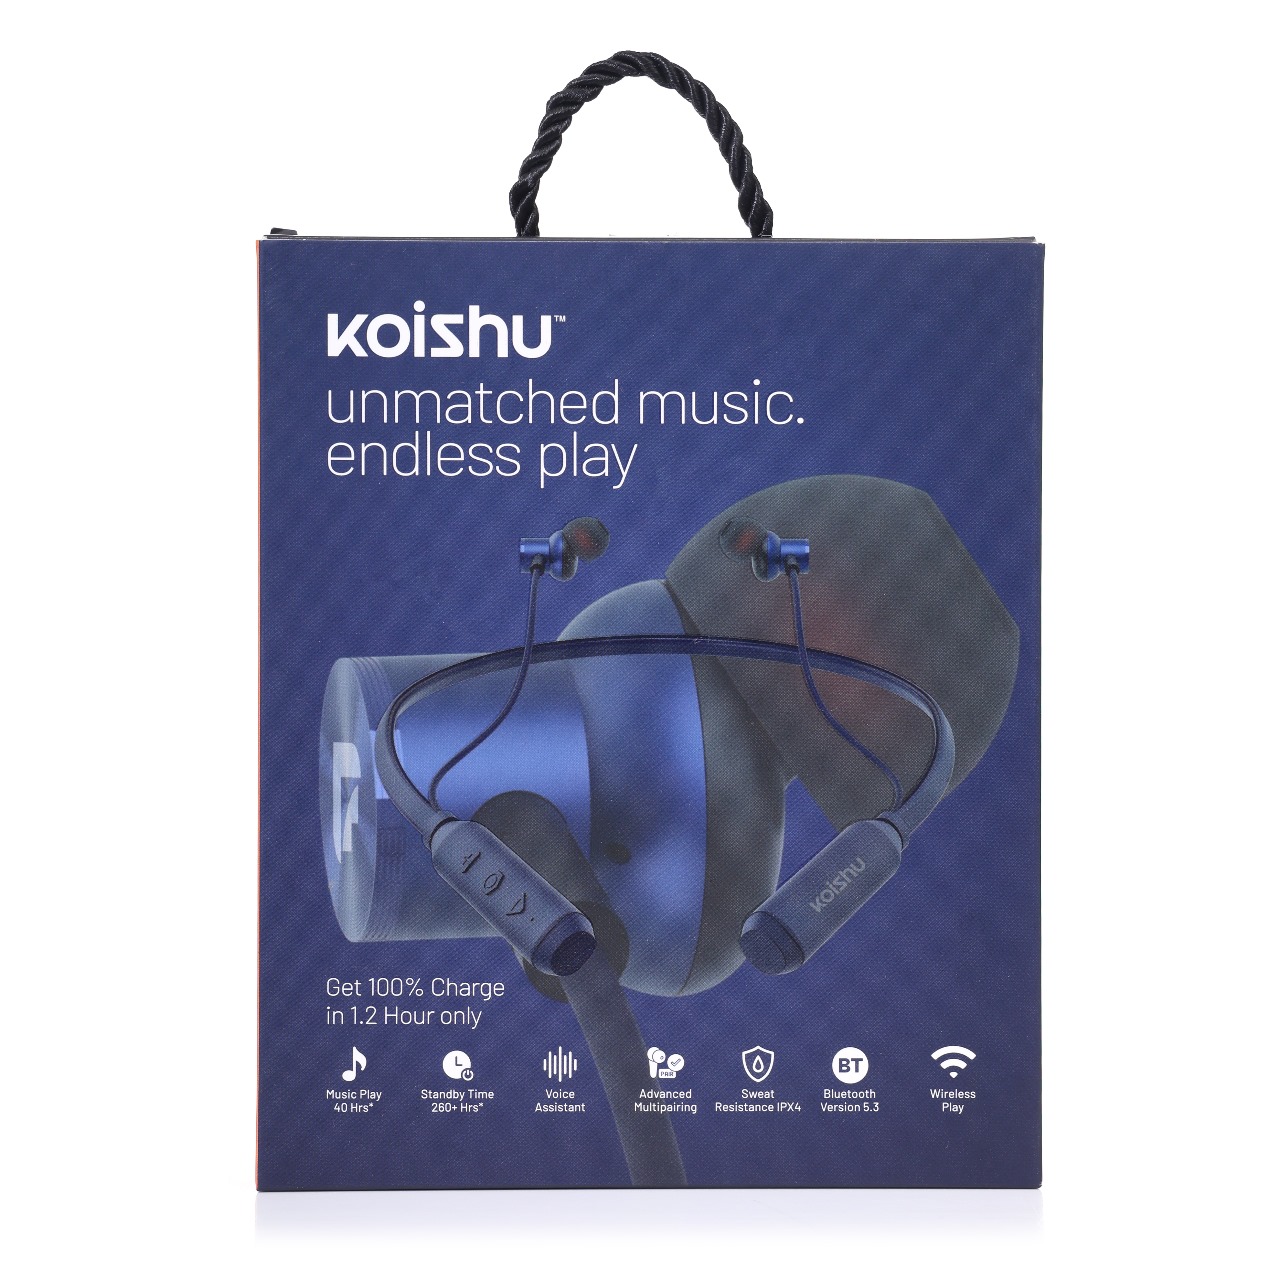 Koishu™
unmatched music.
endless play
koishu
Get 100% Charge
in 1.2 Hour only
PAIR
BT
Music Play
40 Hrs*
Standby Time
260+ Hrs*
Voice
Assistant
Advanced
Multipairing
Sweat
Resistance IPX4
Bluetooth
Version 5.3
Wireless
Play